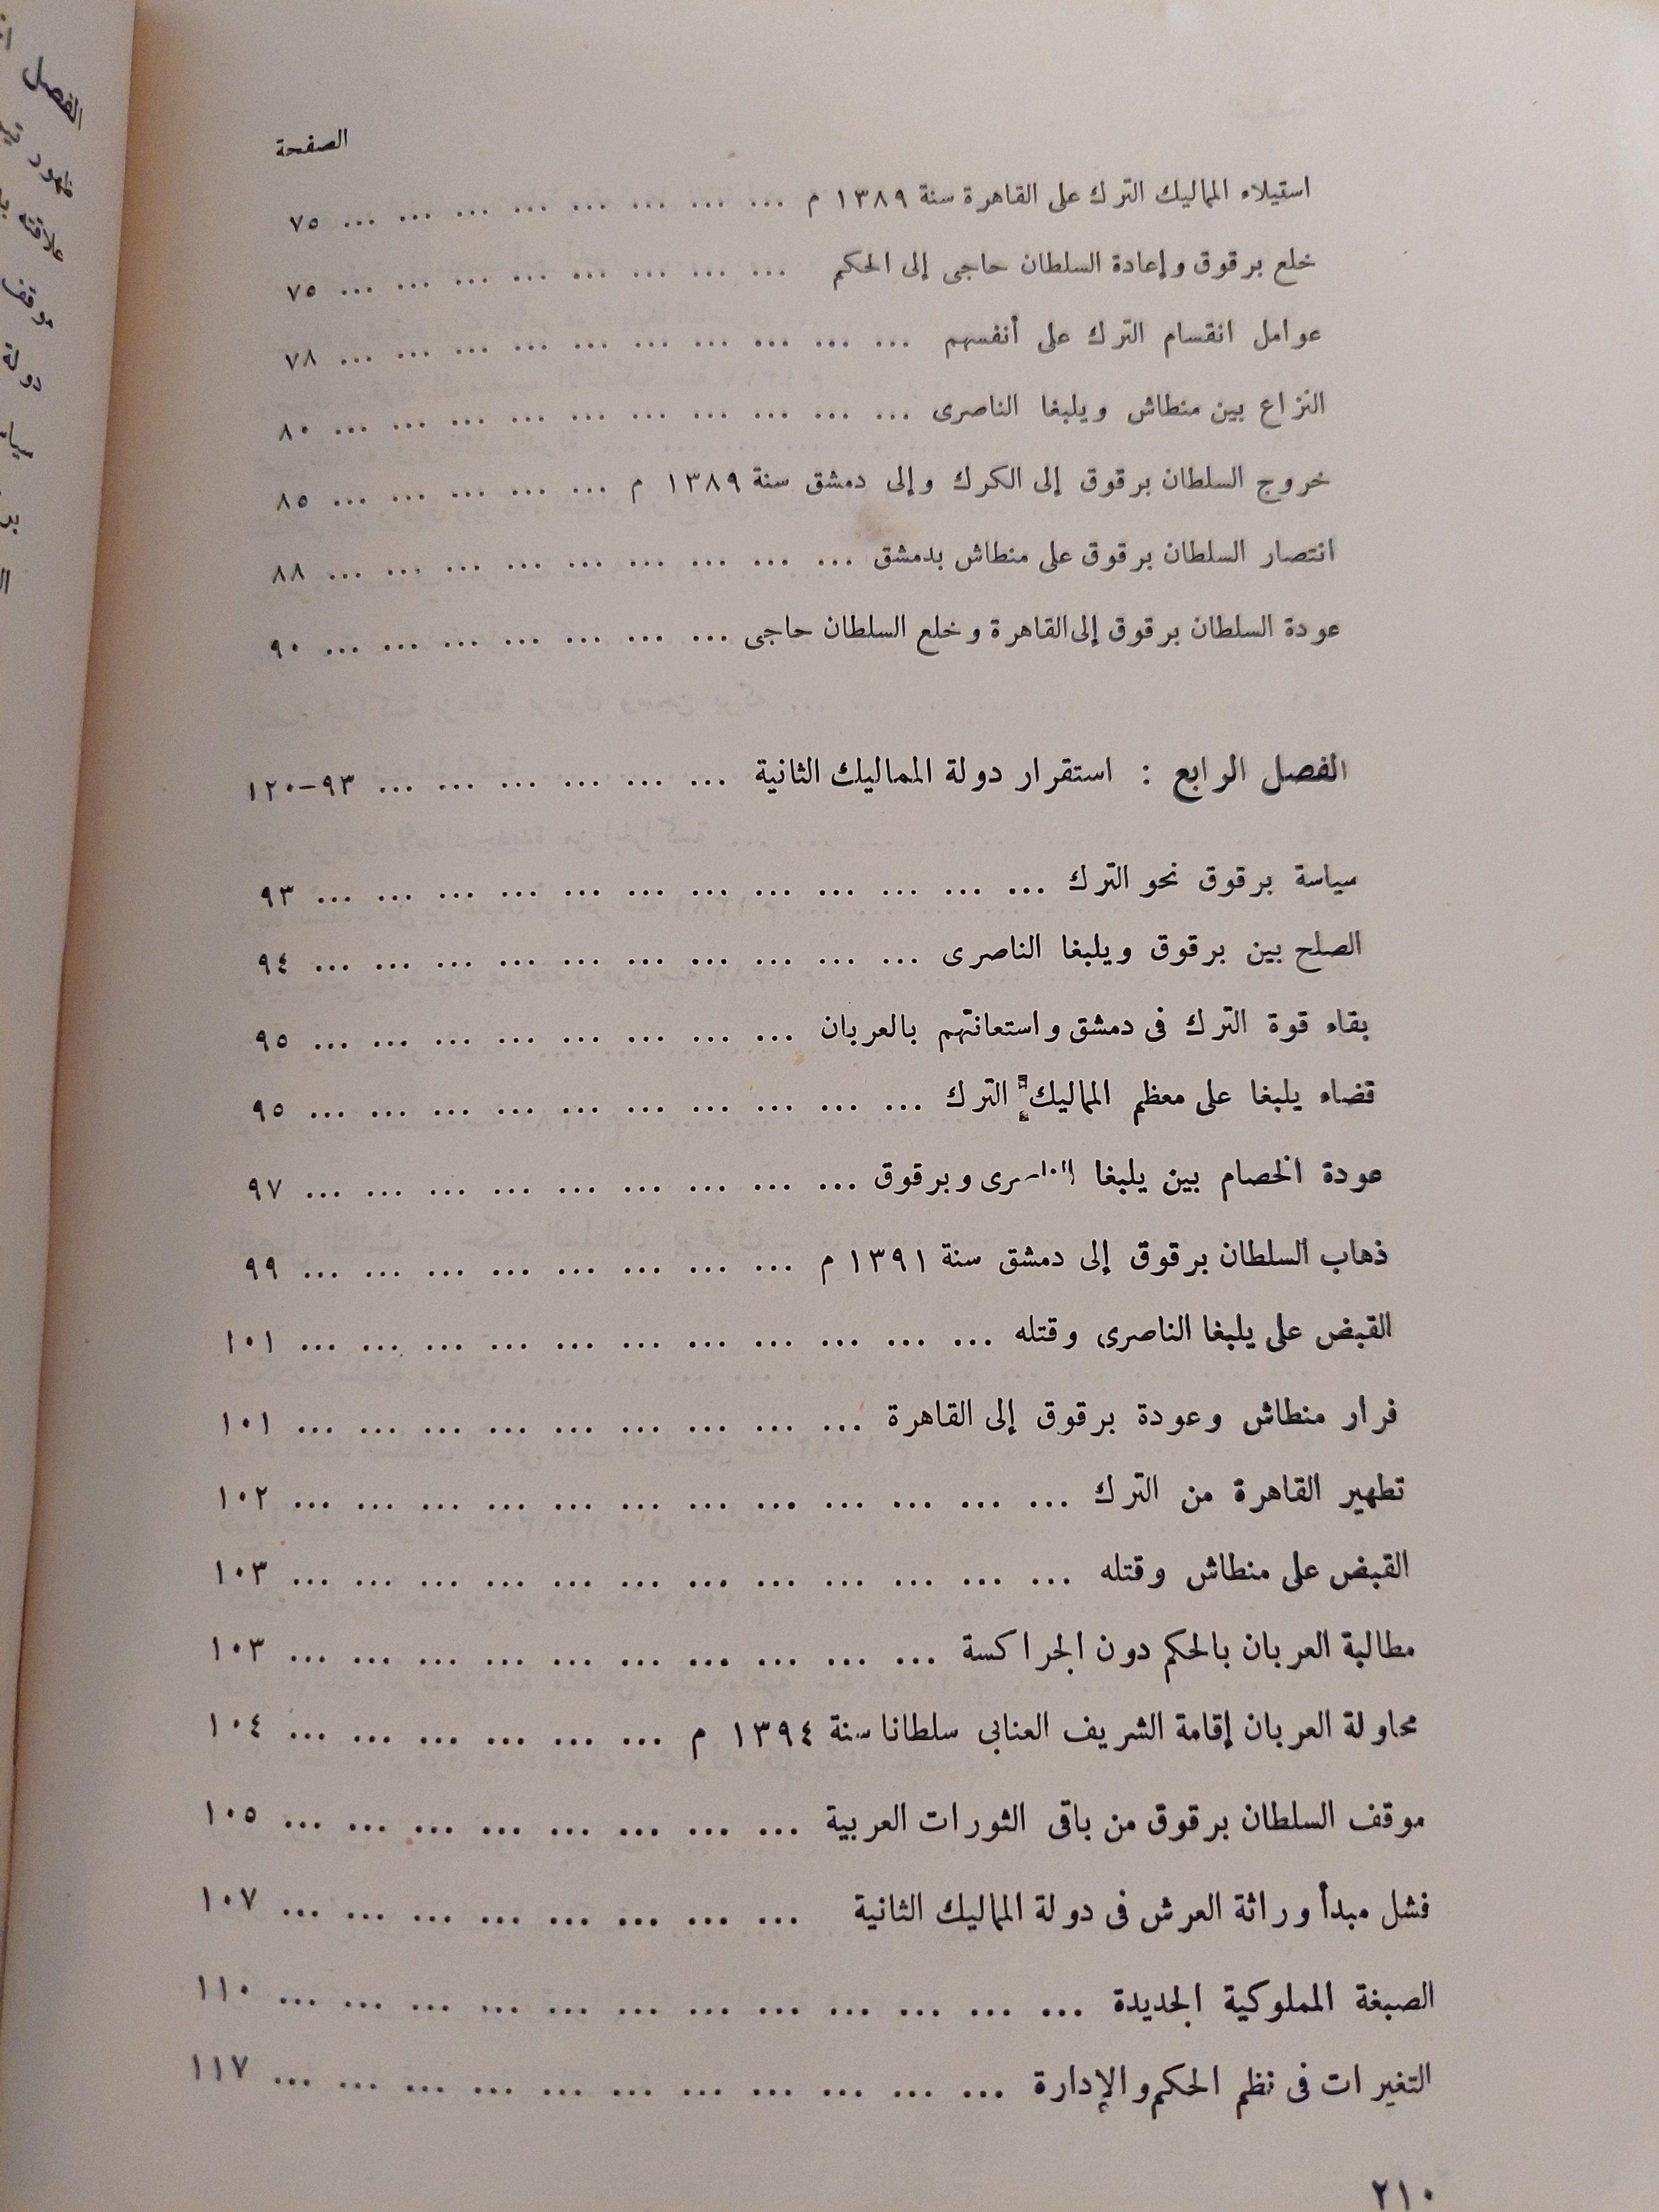 الصفحة
استيلاء المماليك الترك على القاهرة سنة ١٣٨٩ م ... ... ... ... ... ... ... ... ٧٥
خلع برقوق وإعادة السلطان حاجى إلى الحكم ... ... ... ... ... ... ... ... ٧٥
عوامل انقسام الترك على أنفسهم ... ... ... ... ... ... ... ... ... ... ٧٨
النزاع بين منطاش ويلبغا الناصرى ... ... ... ... ... ... ... ... ... ... ٨٠
خروج السلطان برقوق إلى الكرك وإلى دمشق سنة ١٣٨٩ م ... ... ... ... ... ٨٥
انتصار السلطان برقوق على منطاش بدمشق ... ... ... ... ... ... ... ... ... ٨٨
عودة السلطان برقوق إلى القاهرة وخلع السلطان حاجى ... ... ... ... ... ... ... ٩٠
الفصل الرابع : استقرار دولة المماليك الثانية ... ... ... ... ... ... ٩٣-١٢٠
سياسة برقوق نحو الترك ... ... ... ... ... ... ... ... ... ... ... ... ٩٣
الصلح بين برقوق ويلبغا الناصرى ... ... ... ... ... ... ... ... ... ... ٩٤
بقاء قوة الترك فى دمشق واستعانتهم بالعربان ... ... ... ... ... ... ... ... ٩٥
قضاء يلبغا على معظم المماليك الترك ... ... ... ... ... ... ... ... ... ... ٩٥
عودة الخصام بين يلبغا الناصرى وبرقوق ... ... ... ... ... ... ... ... ... ٩٧
ذهاب السلطان برقوق إلى دمشق سنة ١٣٩١ م ... ... ... ... ... ... ... ... ٩٩
القبض على يلبغا الناصرى وقتله ... ... ... ... ... ... ... ... ... ... ... ١٠١
فرار منطاش وعودة برقوق إلى القاهرة ... ... ... ... ... ... ... ... ... ١٠١
تطهير القاهرة من الترك ... ... ... ... ... ... ... ... ... ... ... ... ١٠٢
القبض على منطاش وقتله ... ... ... ... ... ... ... ... ... ... ... ... ١٠٣
مطالبة العربان بالحكم دون الجراكسة ... ... ... ... ... ... ... ... ... ... ١٠٣
محاولة العربان إقامة الشريف العنابى سلطانا سنة ١٣٩٤ م ... ... ... ... ... ... ١٠٤
موقف السلطان برقوق من باقى الثورات العربية ... ... ... ... ... ... ... ... ١٠٥
فشل مبدأ وراثة العرش فى دولة المماليك الثانية ... ... ... ... ... ... ... ... ١٠٧
الصبغة المملوكية الجديدة ... ... ... ... ... ... ... ... ... ... ... ... ١١٠
التغيرات فى نظم الحكم والإدارة ... ... ... ... ... ... ... ... ... ... ... ١١٧
٢١٠
الفصل
ظهور
علاقته
موقف
دولة